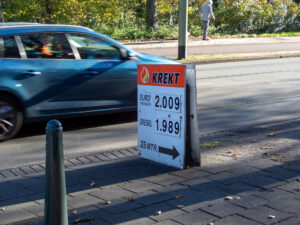 KREKT
EURO 2.009
DIESEL 1.989
25 MTR